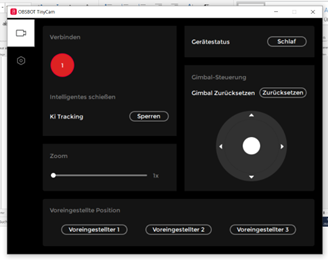 OBSBOT TinyCam
Verbinden
1
Intelligentes schießen
Ki Tracking
Sperren
Zoom
1x
Gerätestatus
Schlaf
Gimbal-Steuerung
Gimbal Zurücksetzen
Zurücksetzen
Voreingestellte Position
Voreingestellter 1
Voreingestellter 2
Voreingestellter 3